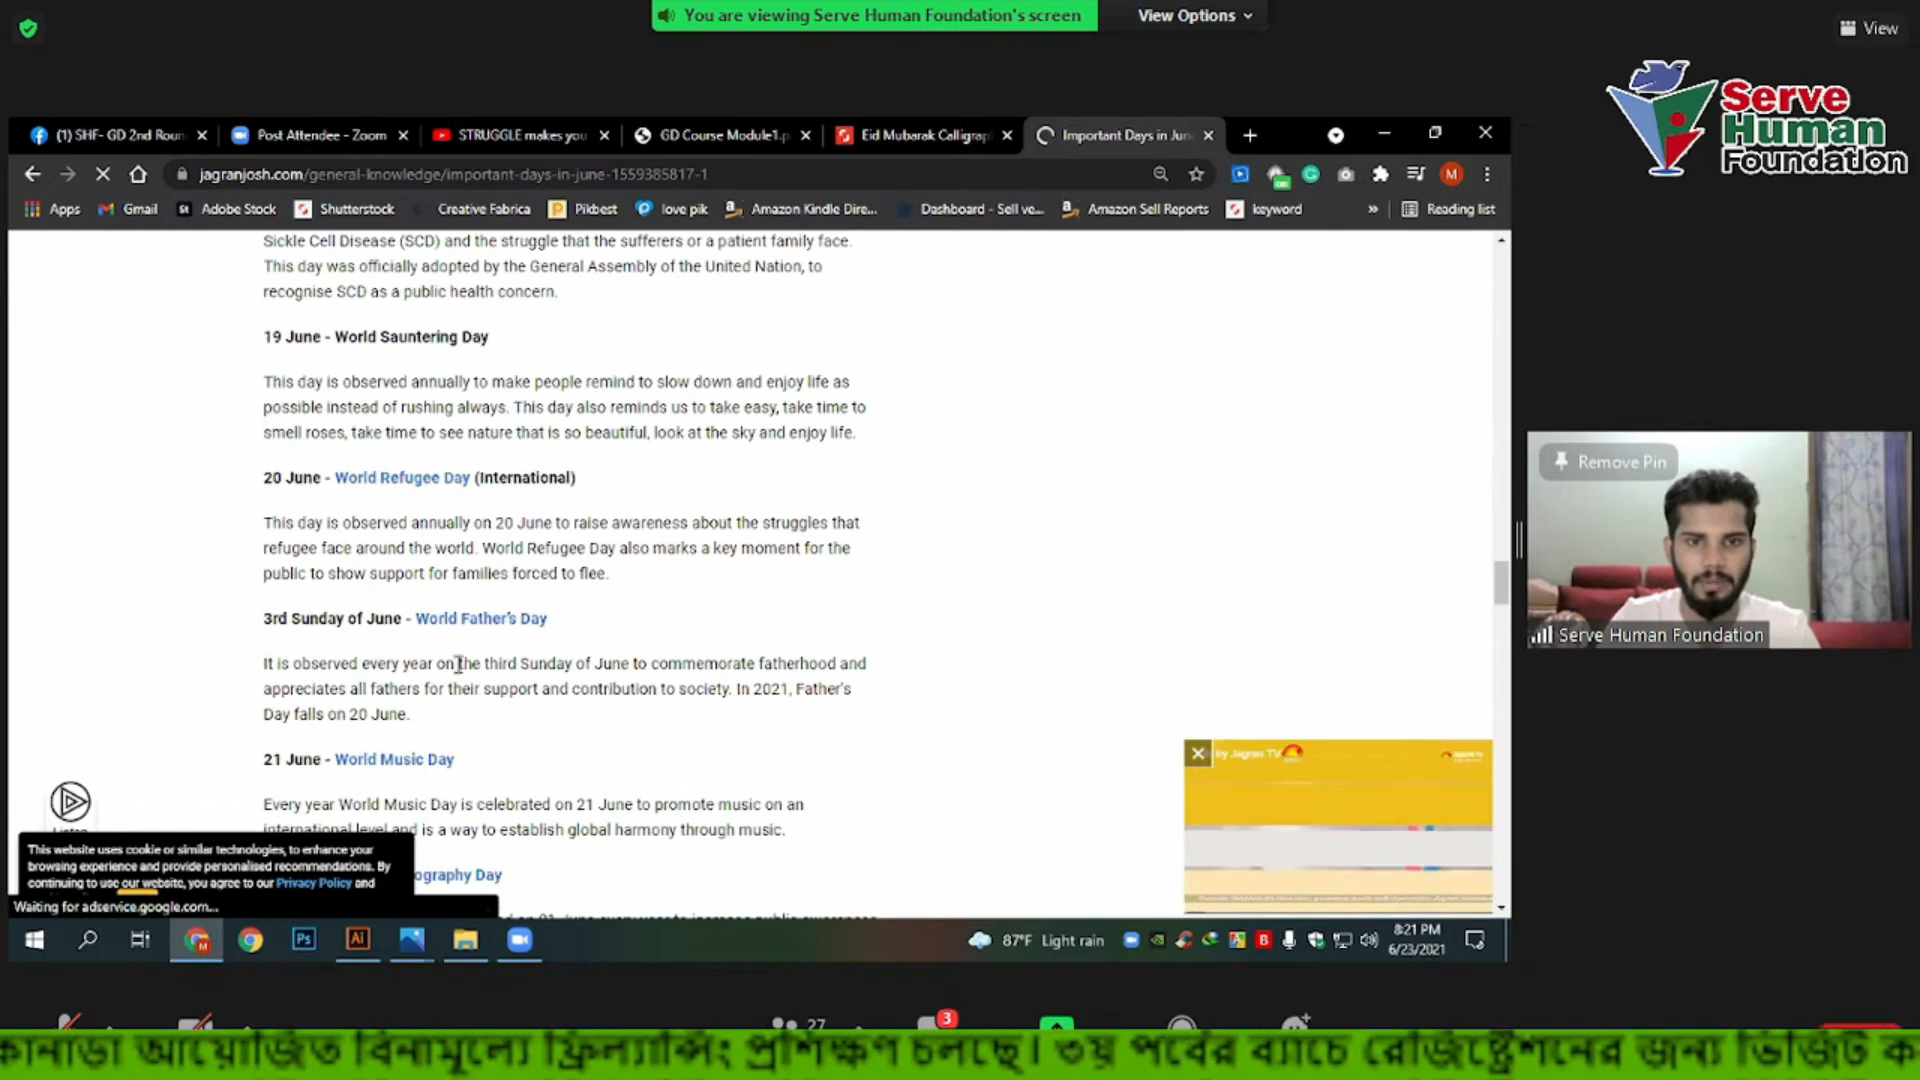 You are viewing Serve Human Foundation's screen
View Options
View
Serve
Human
Foundation
(1) SHF- GD 2nd Roun
Post Attendee - Zoom
STRUGGLE makes you
GD Course Module1.p
Eid Mubarak Calligrap
Important Days in Jun
jagranjosh.com/general-knowledge/important-days-in-june-1559385817-1
M
Apps
Gmail
St Adobe Stock
Shutterstock
Creative Fabrica
Pikbest
love pik
Amazon Kindle Dire...
Dashboard - Sell ve...
Amazon Sell Reports
keyword
»
Reading list
Sickle Cell Disease (SCD) and the struggle that the sufferers or a patient family face.
This day was officially adopted by the General Assembly of the United Nation, to
recognise SCD as a public health concern.
19 June - World Sauntering Day
This day is observed annually to make people remind to slow down and enjoy life as
possible instead of rushing always. This day also reminds us to take easy, take time to
smell roses, take time to see nature that is so beautiful, look at the sky and enjoy life.
20 June - World Refugee Day (International)
This day is observed annually on 20 June to raise awareness about the struggles that
refugee face around the world. World Refugee Day also marks a key moment for the
public to show support for families forced to flee.
3rd Sunday of June - World Father's Day
It is observed every year on the third Sunday of June to commemorate fatherhood and
appreciates all fathers for their support and contribution to society. In 2021, Father's
Day falls on 20 June.
21 June - World Music Day
Every year World Music Day is celebrated on 21 June to promote music on an
international level and is a way to establish global harmony through music.
ography Day
Remove Pin
Serve Human Foundation
by Jagran TV
This website uses cookie or similar technologies, to enhance your
browsing experience and provide personalised recommendations. By
continuing to use our website, you agree to our Privacy Policy and
Waiting for adservice.google.com...
Ps
Ai
87°F Light rain
B
8:21 PM
6/23/2021
27
3
কানাডা আয়োজিত বিনামূল্যে ফ্রিল্যান্সিং প্রশিক্ষণ চলছে। ৩য় পর্বের ব্যাচে রেজিস্ট্রেশনের জন্য ভিজিট ক